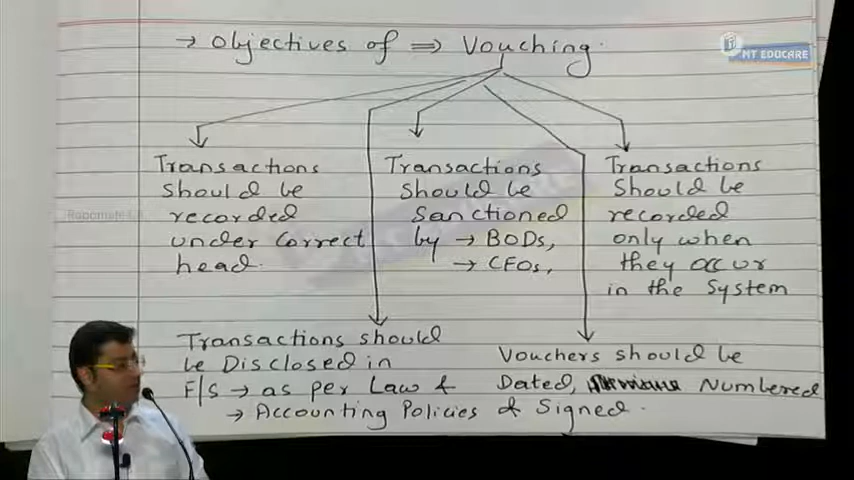 → Objectives of ⇒ Vouching.
MT EDUCARE
Transactions
should be
recorded
under correct
head.
Transactions
should be
Sanctioned
by → BODs,
→ CFOs,
Transactions
should be
recorded
only when
they occur
in the System
Transactions should
be Disclosed in
F/S → as per Law &
→ Accounting Policies
Vouchers should be
Dated, Numbered
& Signed.